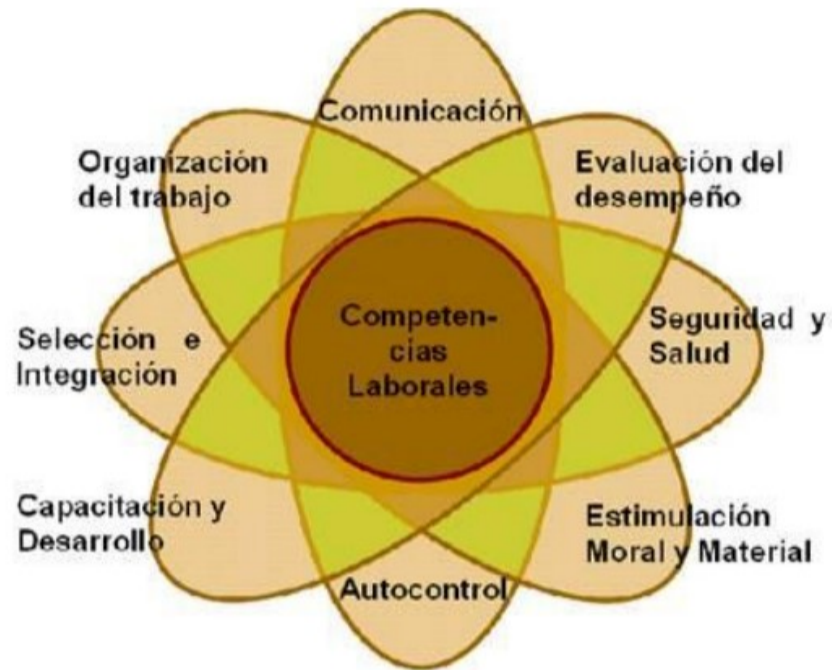 Comunicación
Organización
del trabajo
Evaluación del
desempeño
Selección e
Integración
Competen-
cias
Laborales
Seguridad y
Salud
Capacitación y
Desarrollo
Estimulación
Moral y Material
Autocontrol